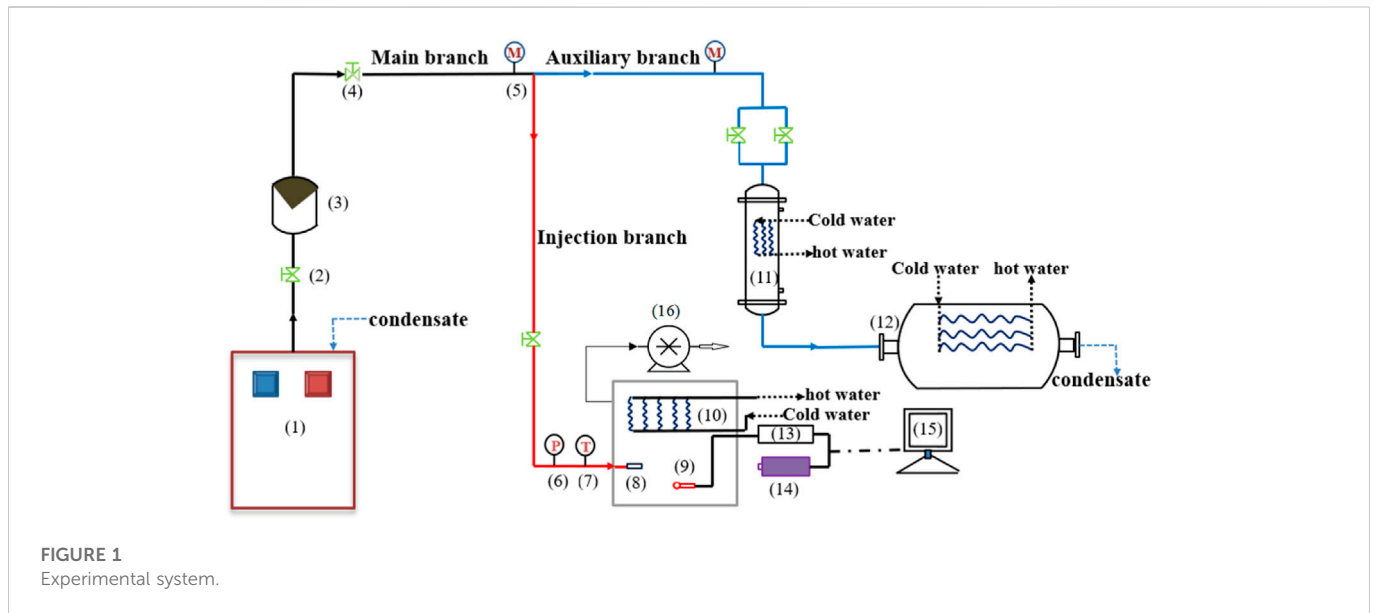 Main branch
M
Auxiliary branch
M
(4)
(5)
(3)
Cold water
Injection branch
hot water
(2)
(11)
Cold water
hot water
condensate
(16)
(12)
condensate
hot water
(10)
Cold water
(1)
(13)
(15)
P
T
(9)
(6)
(7)
(8)
(14)
FIGURE 1
Experimental system.